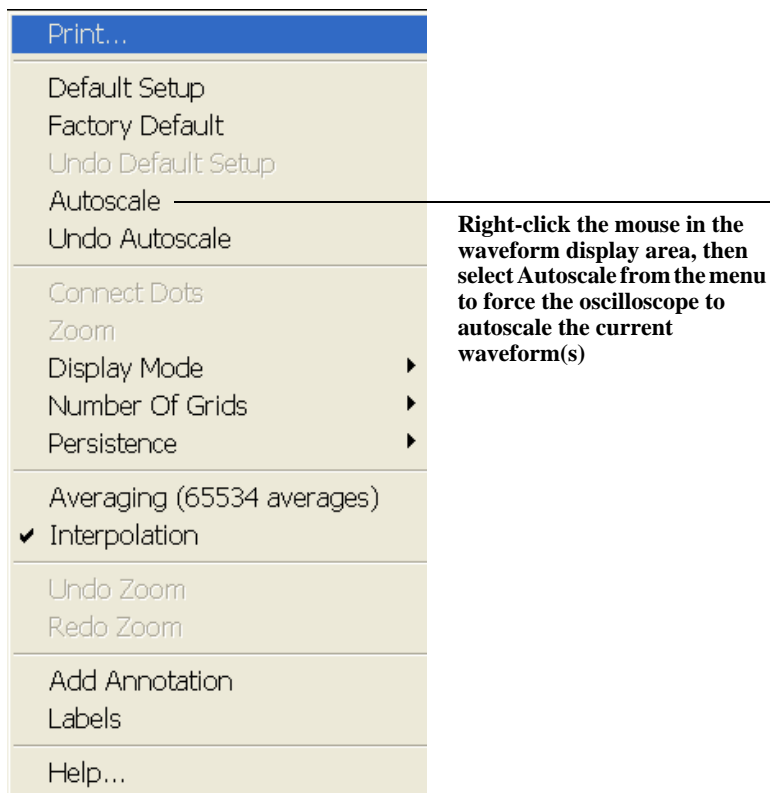 Print...
Default Setup
Factory Default
Undo Default Setup
Autoscale
Undo Autoscale
Connect Dots
Zoom
Display Mode
Number Of Grids
Persistence
Averaging (65534 averages)
Interpolation
Undo Zoom
Redo Zoom
Add Annotation
Labels
Help...
Right-click the mouse in the
waveform display area, then
select Autoscale from the menu
to force the oscilloscope to
autoscale the current
waveform(s)